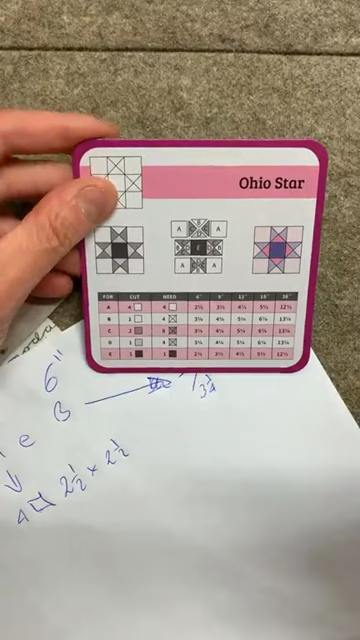 Ohio Star
A A
E
A A
FOR CUT NEED 6" 9" 12" 15" 36"
A 4 4 2½ 3½ 4½ 5½ 12½
B 1 4 3¼ 4¼ 5¼ 6¼ 13¼
C 2 8 3¼ 4¼ 5¼ 6¼ 13¼
D 1 4 3¼ 4¼ 5¼ 6¼ 13¼
E 1 1 2½ 3½ 4½ 5½ 12½
6"
B
e
4 2½ × 2½